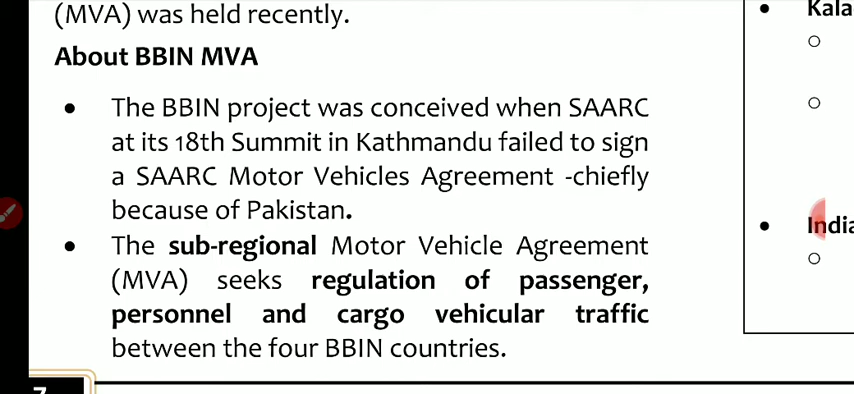 (MVA) was held recently.
About BBIN MVA
• The BBIN project was conceived when SAARC
at its 18th Summit in Kathmandu failed to sign
a SAARC Motor Vehicles Agreement -chiefly
because of Pakistan.
• The sub-regional Motor Vehicle Agreement
(MVA) seeks regulation of passenger,
personnel and cargo vehicular traffic
between the four BBIN countries.